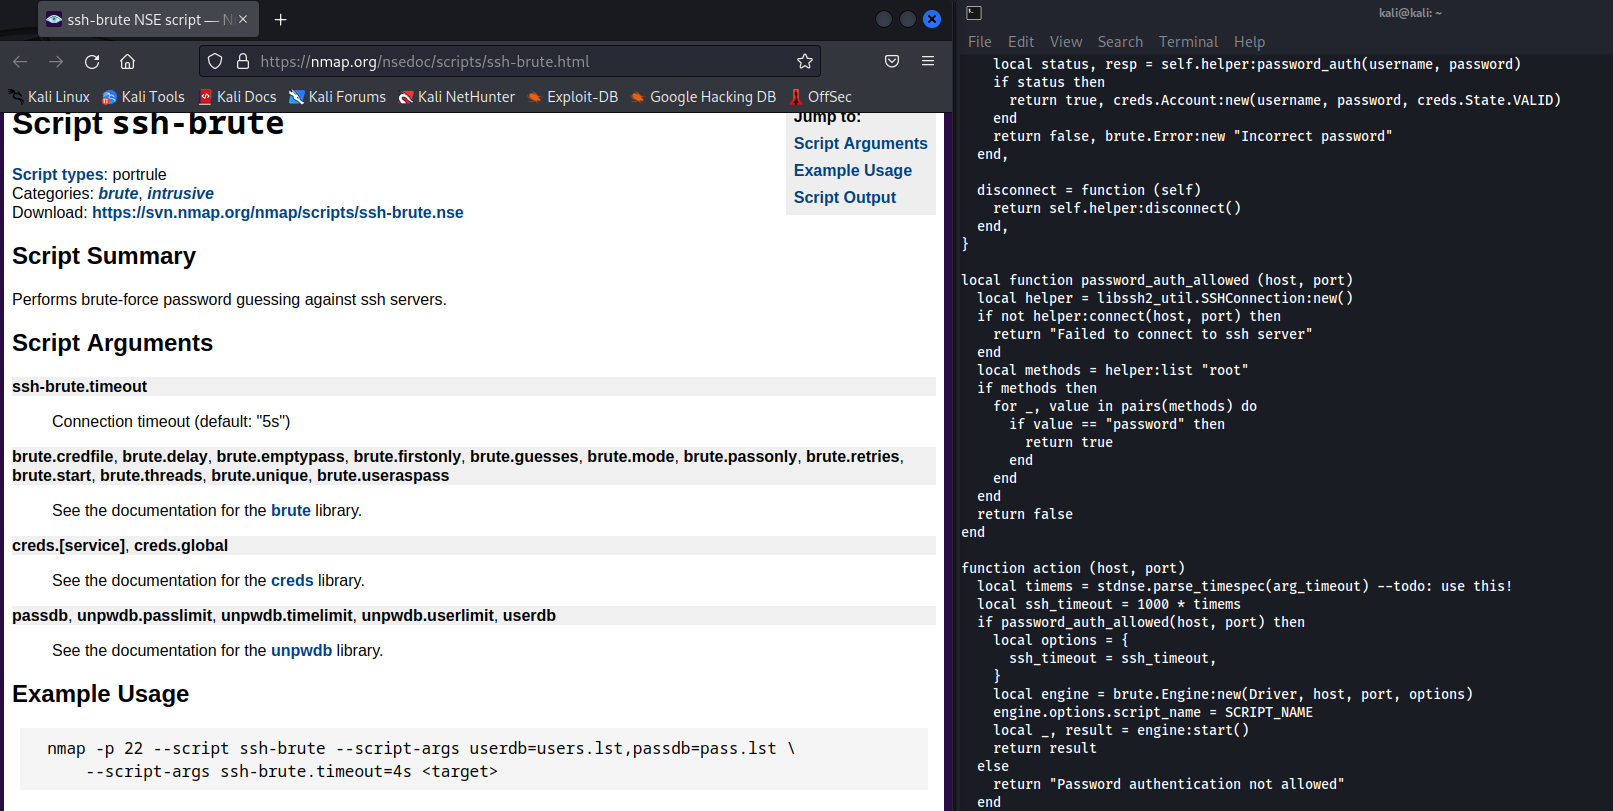 ssh-brute NSE script — N
https://nmap.org/nsedoc/scripts/ssh-brute.html
Kali Linux Kali Tools Kali Docs Kali Forums Kali NetHunter Exploit-DB Google Hacking DB OffSec
Script ssh-brute
Script types: portrule
Categories: brute, intrusive
Download: https://svn.nmap.org/nmap/scripts/ssh-brute.nse
Jump to:
Script Arguments
Example Usage
Script Output
Script Summary
Performs brute-force password guessing against ssh servers.
Script Arguments
ssh-brute.timeout
Connection timeout (default: "5s")
brute.credfile, brute.delay, brute.emptypass, brute.firstonly, brute.guesses, brute.mode, brute.passonly, brute.retries,
brute.start, brute.threads, brute.unique, brute.useraspass
See the documentation for the brute library.
creds.[service], creds.global
See the documentation for the creds library.
passdb, unpwdb.passlimit, unpwdb.timelimit, unpwdb.userlimit, userdb
See the documentation for the unpwdb library.
Example Usage
nmap -p 22 --script ssh-brute --script-args userdb=users.lst,passdb=pass.lst \
    --script-args ssh-brute.timeout=4s <target>
kali@kali: ~
File Edit View Search Terminal Help
    local status, resp = self.helper:password_auth(username, password)
    if status then
      return true, creds.Account:new(username, password, creds.State.VALID)
    end
    return false, brute.Error:new "Incorrect password"
  end,
  disconnect = function (self)
    return self.helper:disconnect()
  end,
}
local function password_auth_allowed (host, port)
  local helper = libssh2_util.SSHConnection:new()
  if not helper:connect(host, port) then
    return "Failed to connect to ssh server"
  end
  local methods = helper:list "root"
  if methods then
    for _, value in pairs(methods) do
      if value == "password" then
        return true
      end
    end
  end
  return false
end
function action (host, port)
  local timems = stdnse.parse_timespec(arg_timeout) --todo: use this!
  local ssh_timeout = 1000 * timems
  if password_auth_allowed(host, port) then
    local options = {
      ssh_timeout = ssh_timeout,
    }
    local engine = brute.Engine:new(Driver, host, port, options)
    engine.options.script_name = SCRIPT_NAME
    local _, result = engine:start()
    return result
  else
    return "Password authentication not allowed"
  end